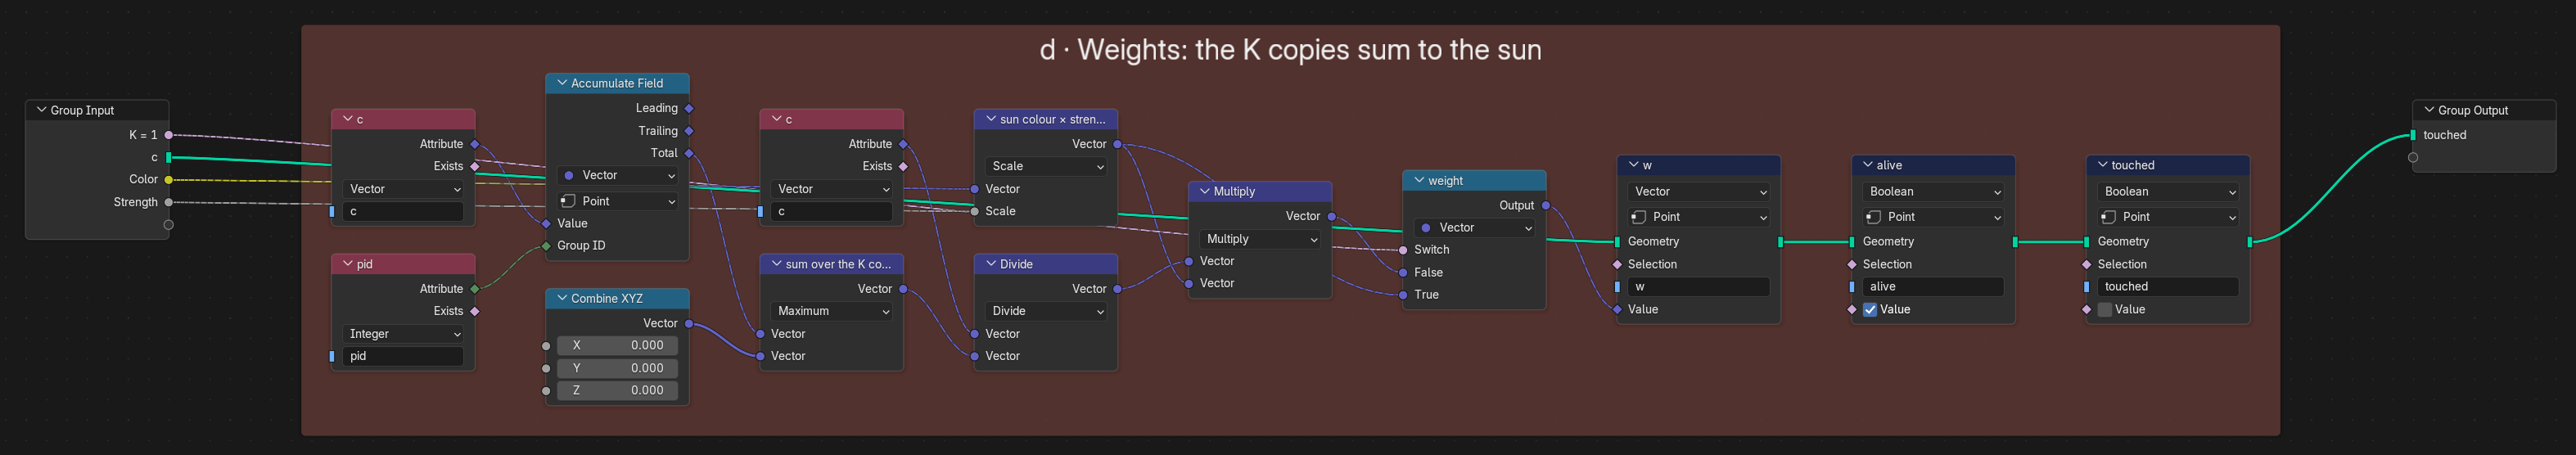 d · Weights: the K copies sum to the sun
Group Input
K = 1
c
Color
Strength
c
Attribute
Exists
Vector
c
pid
Attribute
Exists
Integer
pid
Accumulate Field
Leading
Trailing
Total
Vector
Point
Value
Group ID
Combine XYZ
Vector
X 0.000
Y 0.000
Z 0.000
c
Attribute
Exists
Vector
c
sum over the K co...
Vector
Maximum
Vector
Vector
sun colour × stren...
Vector
Scale
Vector
Scale
Divide
Vector
Divide
Vector
Vector
Multiply
Vector
Multiply
Vector
Vector
weight
Output
Vector
Switch
False
True
w
Vector
Point
Geometry
Selection
w
Value
alive
Boolean
Point
Geometry
Selection
alive
Value
touched
Boolean
Point
Geometry
Selection
touched
Value
Group Output
touched